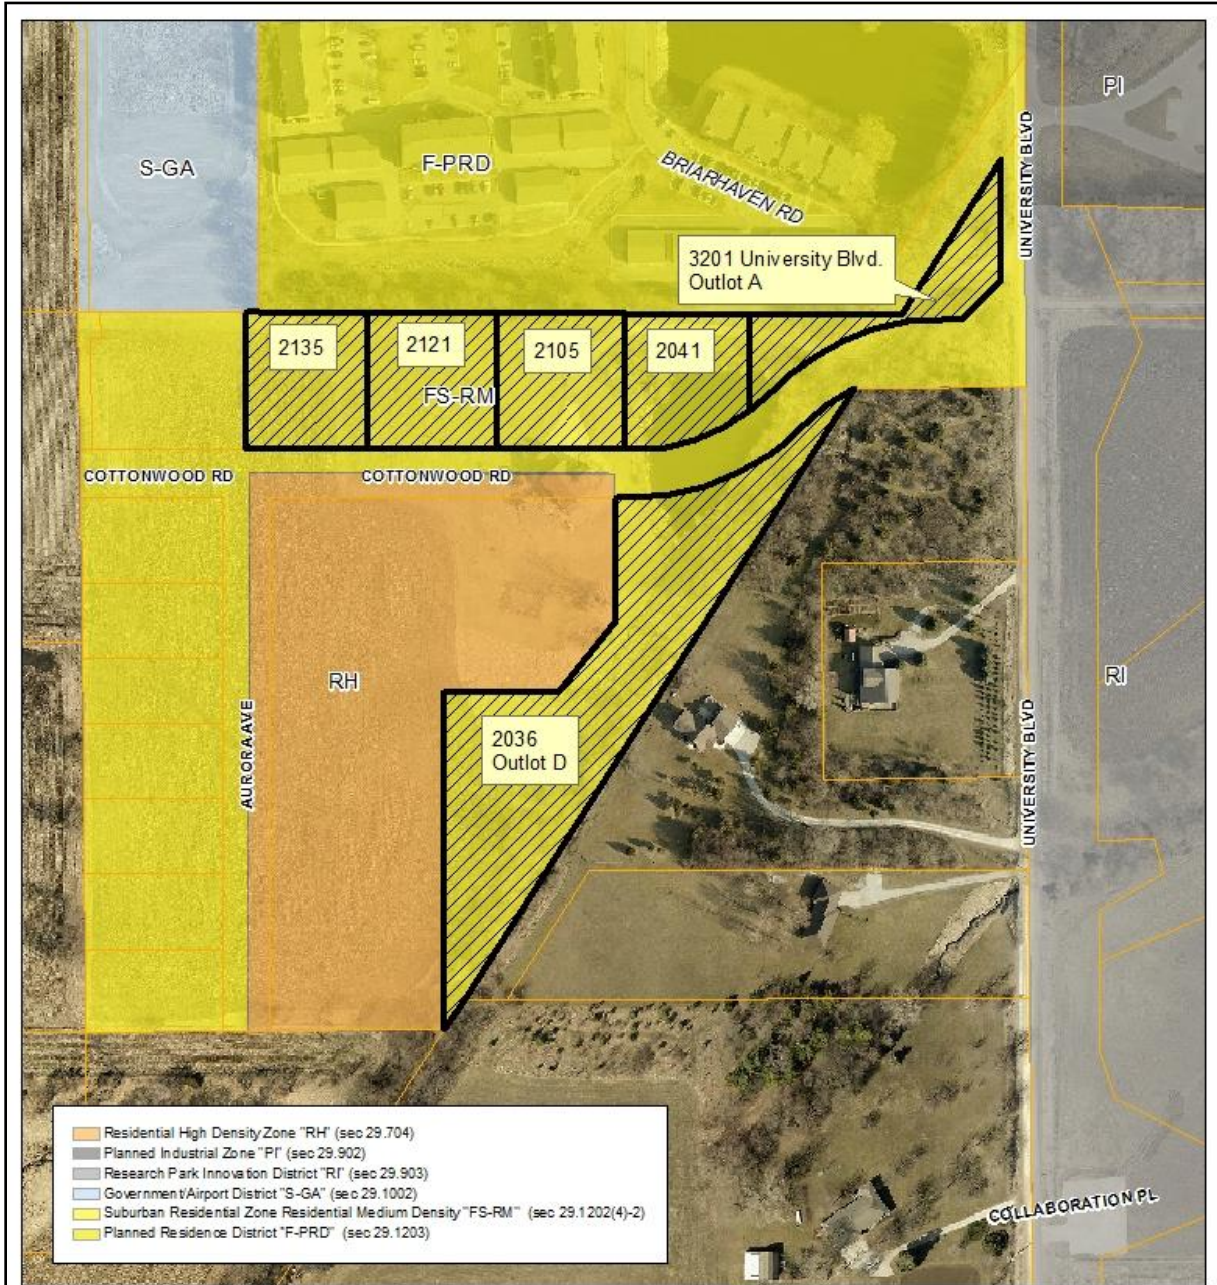 PI
S-GA
F-PRD
BRIARHAVEN RD
UNIVERSITY BLVD
3201 University Blvd.
Outlot A
2135
2121
2105
2041
FS-RM
COTTONWOOD RD
COTTONWOOD RD
RH
RI
AURORA AVE
2036
Outlot D
UNIVERSITY BLVD
Residential High Density Zone "RH" (sec 29.704)
Planned Industrial Zone "PI" (sec 29.902)
Research Park Innovation District "RI" (sec 29.903)
Government/Airport District "S-GA" (sec 29.1002)
Suburban Residential Zone Residential Medium Density "FS-RM" (sec 29.1202(4)-2)
Planned Residence District "F-PRD" (sec 29.1203)
COLLABORATION PL